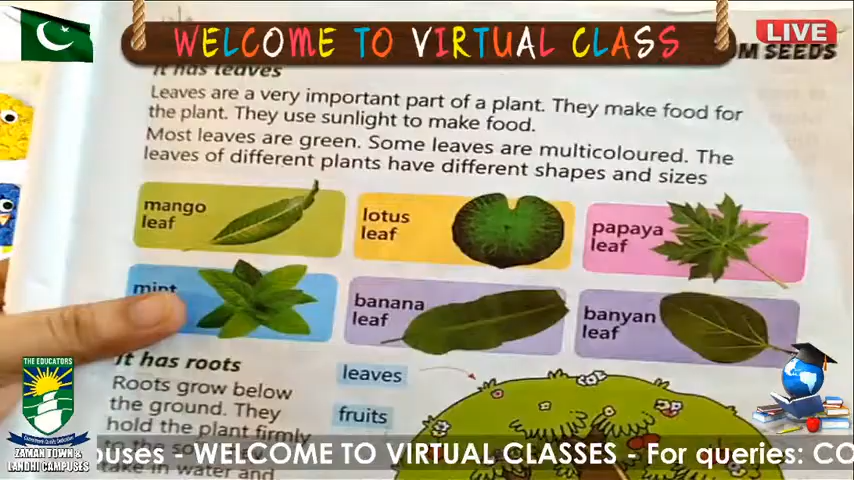 WELCOME TO VIRTUAL CLASS
LIVE
M SEEDS
It has leaves
Leaves are a very important part of a plant. They make food for
the plant. They use sunlight to make food.
Most leaves are green. Some leaves are multicoloured. The
leaves of different plants have different shapes and sizes
mango
leaf
lotus
leaf
papaya
leaf
mint
banana
leaf
banyan
leaf
It has roots
Roots grow below
the ground. They
hold the plant firmly
take in water and
leaves
fruits
THE EDUCATORS
ZAMAN TOWN &
LANDHI CAMPUSES
puses - WELCOME TO VIRTUAL CLASSES - For queries: CO